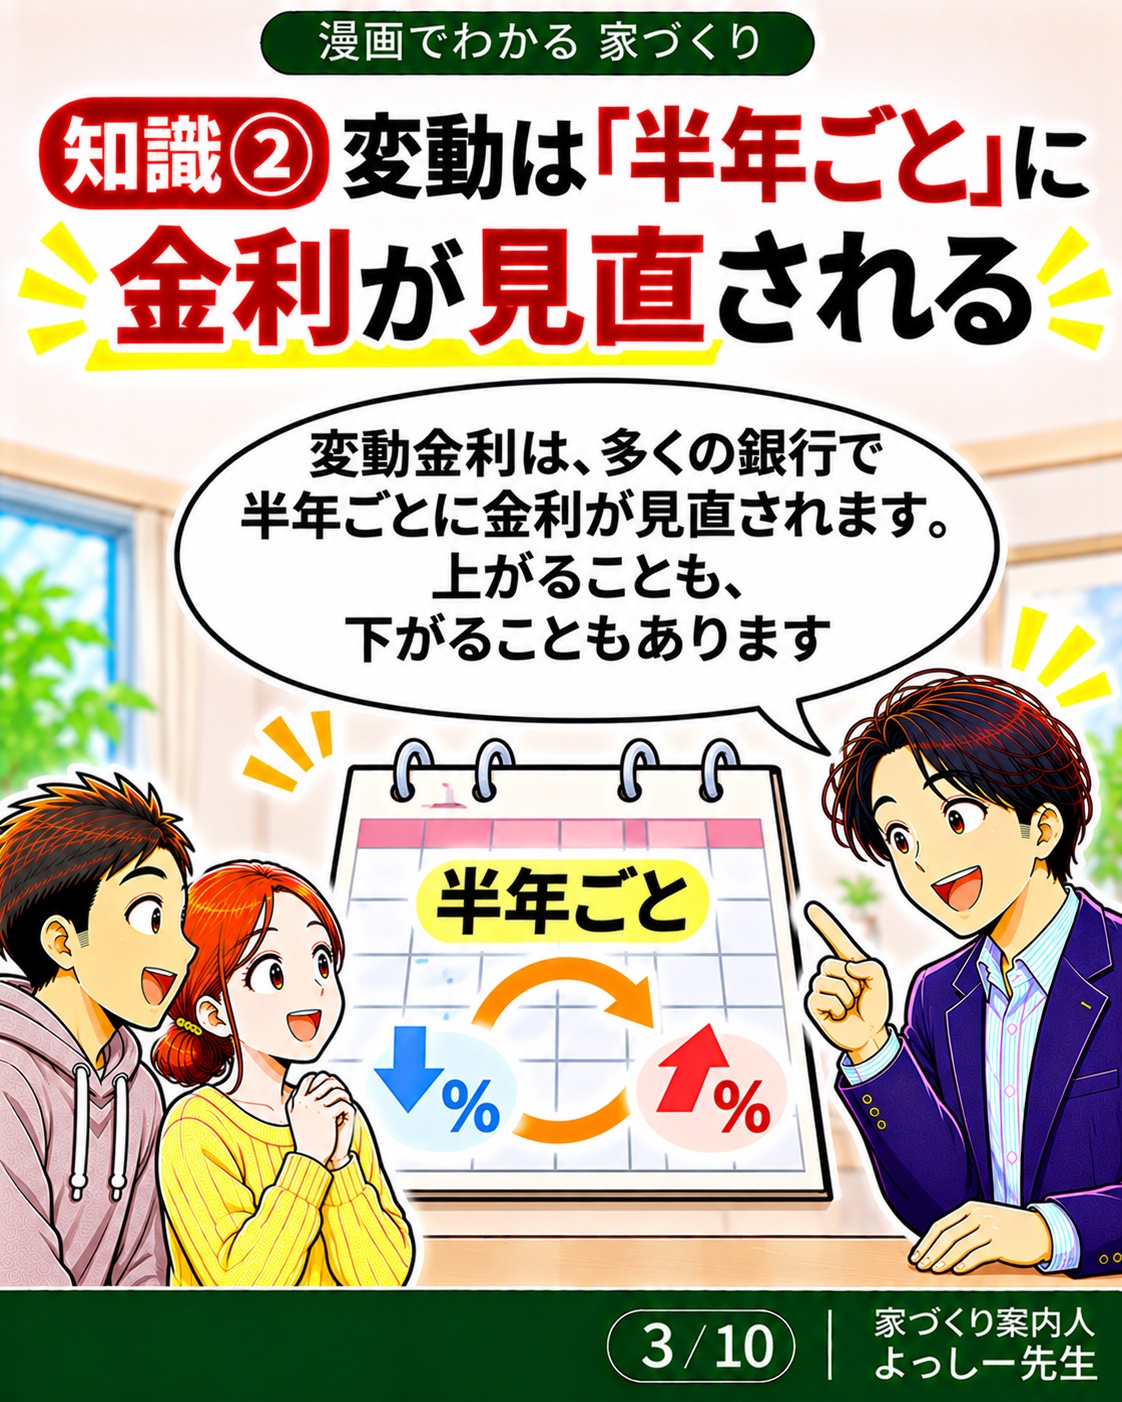 漫画でわかる 家づくり
知識② 変動は「半年ごと」に
金利が見直される
変動金利は、多くの銀行で
半年ごとに金利が見直されます。
上がることも、
下がることもあります
半年ごと
% %
3/10
家づくり案内人
よっしー先生